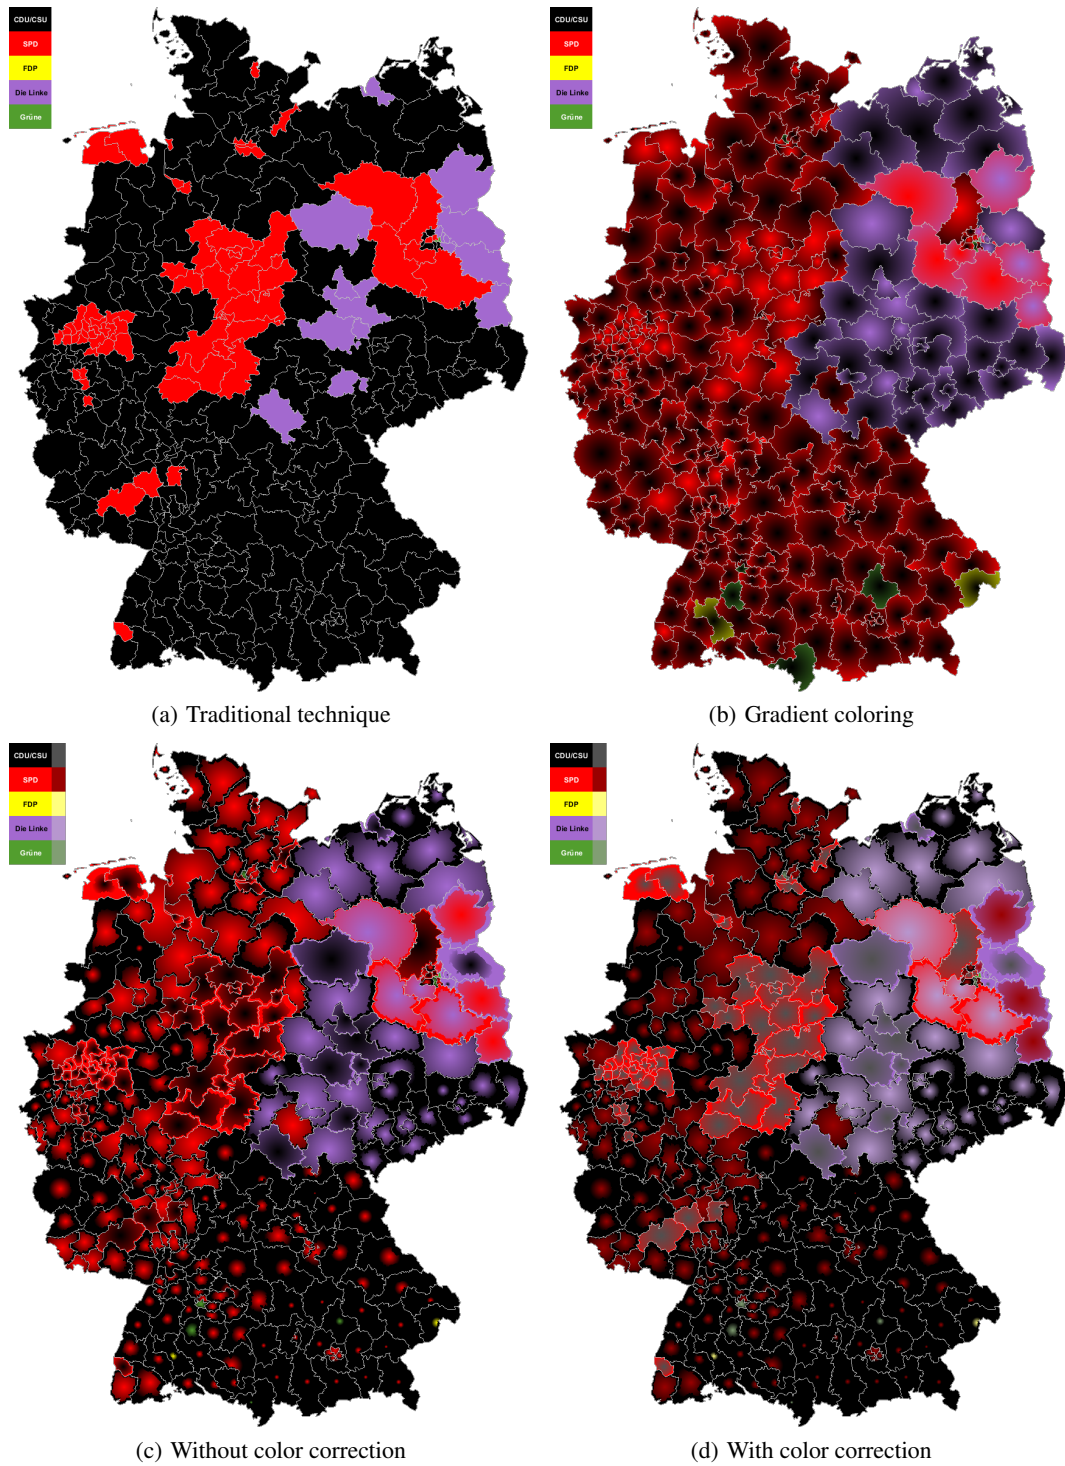 CDU/CSU
SPD
FDP
Die Linke
Grüne
CDU/CSU
SPD
FDP
Die Linke
Grüne
(a) Traditional technique
(b) Gradient coloring
CDU/CSU
SPD
FDP
Die Linke
Grüne
CDU/CSU
SPD
FDP
Die Linke
Grüne
(c) Without color correction
(d) With color correction